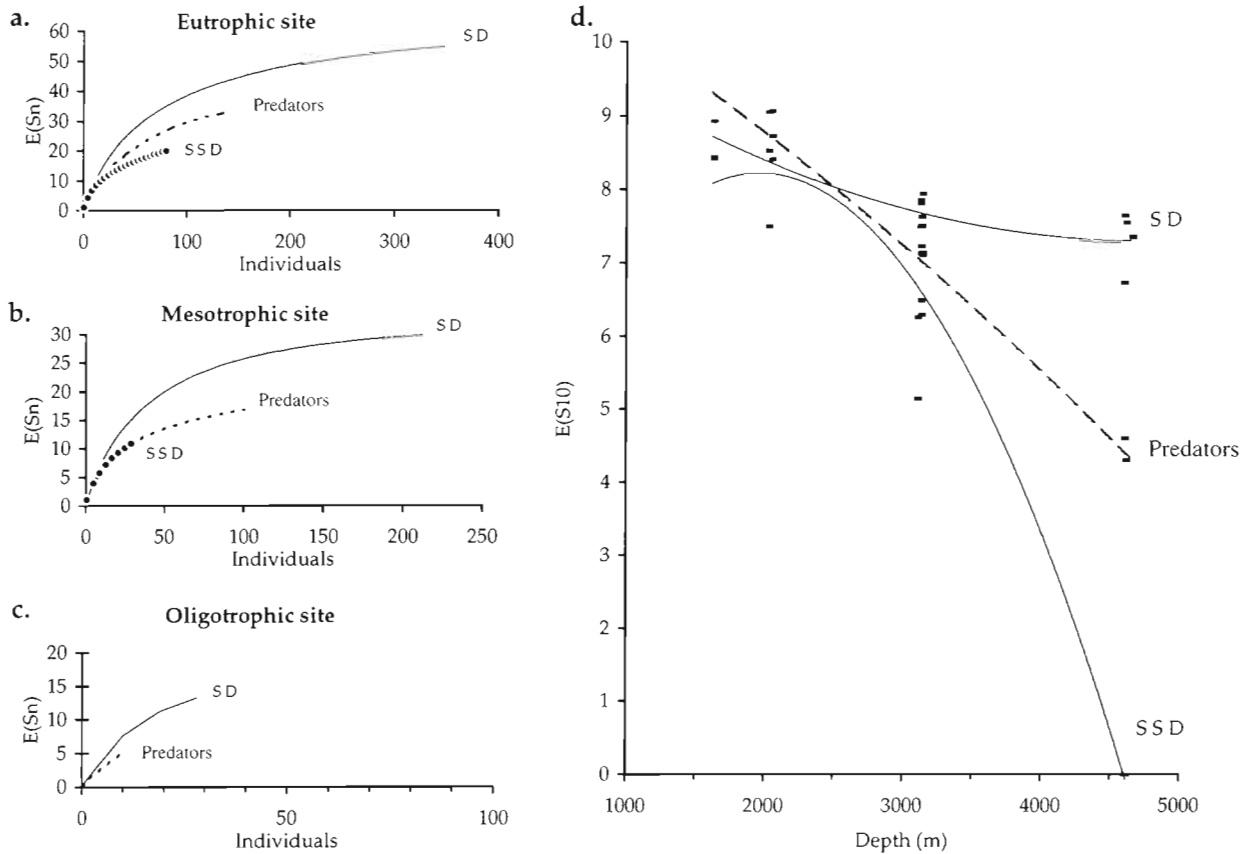 a.
Eutrophic site
60
50
40
30
20
10
0
E(Sn)
SD
Predators
SSD
0 100 200 300 400
Individuals
b.
Mesotrophic site
30
25
20
15
10
5
0
E(Sn)
SD
Predators
SSD
0 50 100 150 200 250
Individuals
c.
Oligotrophic site
20
15
10
5
0
E(Sn)
SD
Predators
0 50 100
Individuals
d.
10
9
8
7
6
5
4
3
2
1
0
E(S10)
SD
Predators
SSD
1000 2000 3000 4000 5000
Depth (m)